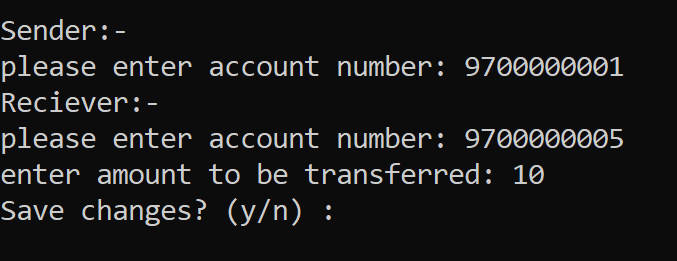 Sender:-
please enter account number: 9700000001
Reciever:-
please enter account number: 9700000005
enter amount to be transferred: 10
Save changes? (y/n) :